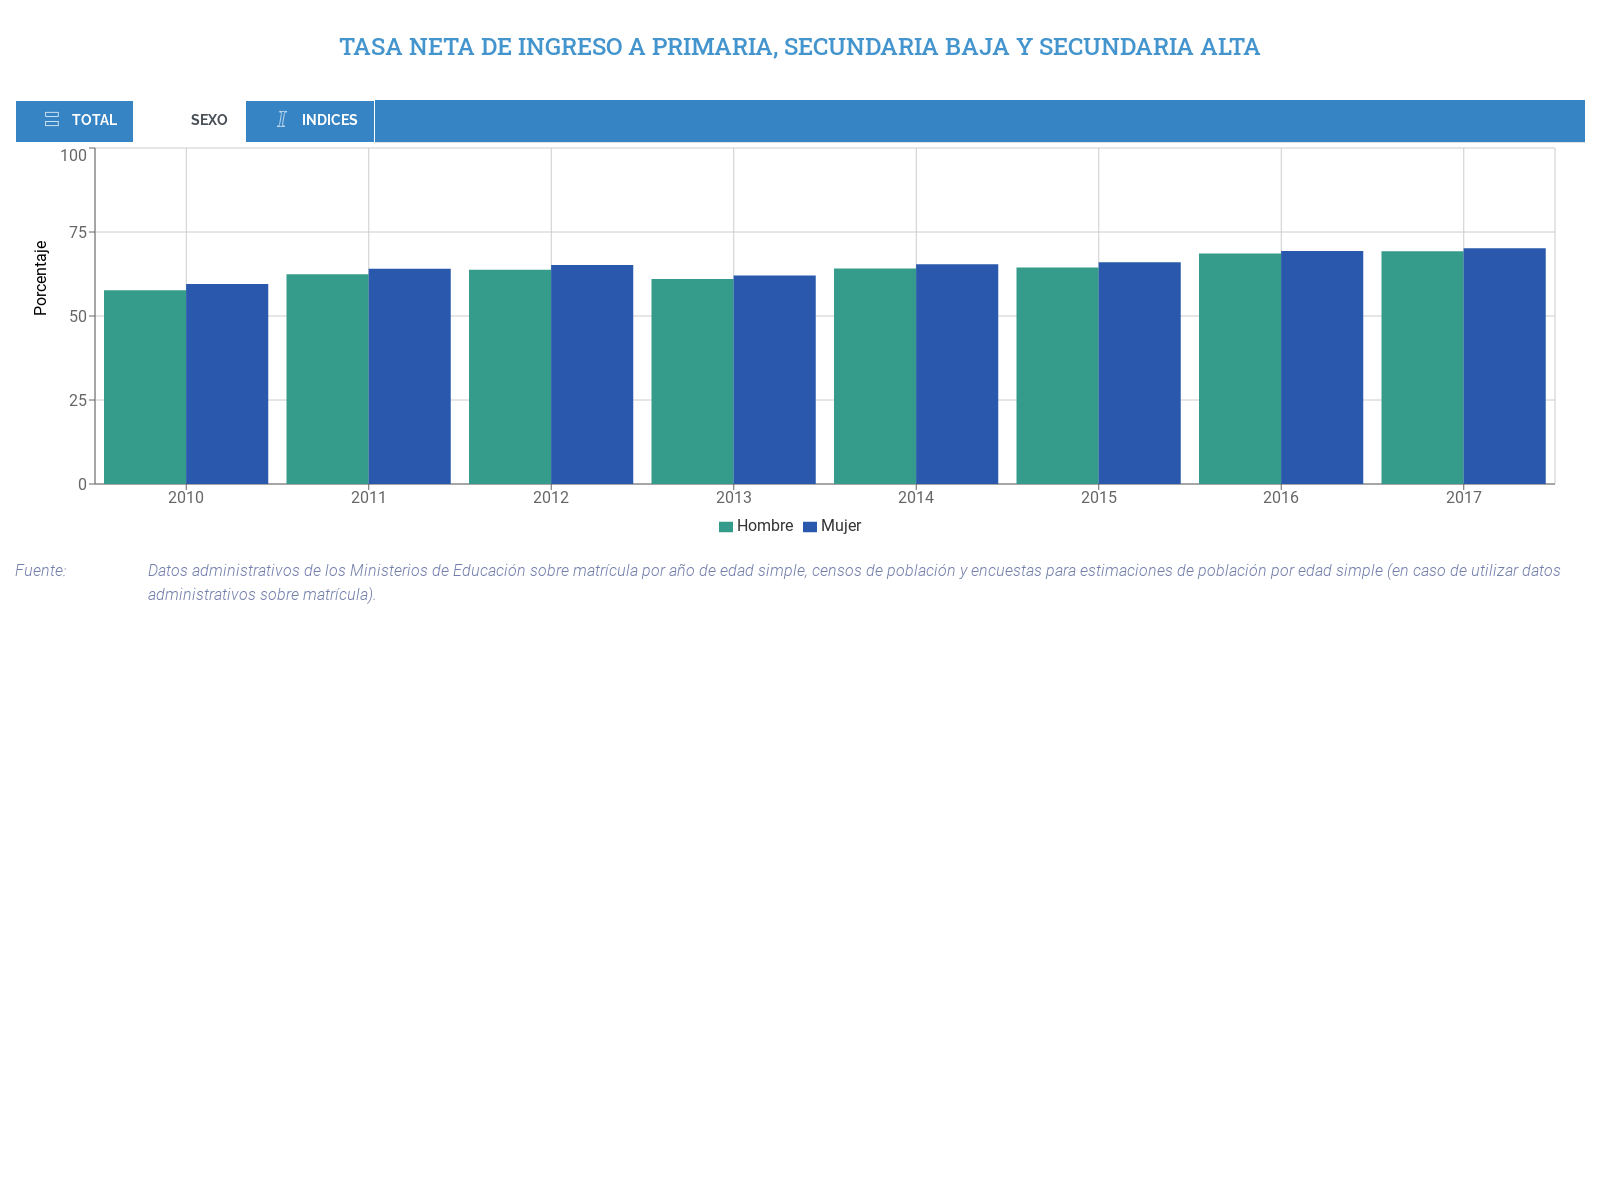 TASA NETA DE INGRESO A PRIMARIA, SECUNDARIA BAJA Y SECUNDARIA ALTA
TOTAL SEXO INDICES
100
75
50
25
0
Porcentaje
2010 2011 2012 2013 2014 2015 2016 2017
Hombre Mujer
Fuente: Datos administrativos de los Ministerios de Educación sobre matrícula por año de edad simple, censos de población y encuestas para estimaciones de población por edad simple (en caso de utilizar datos
administrativos sobre matrícula).